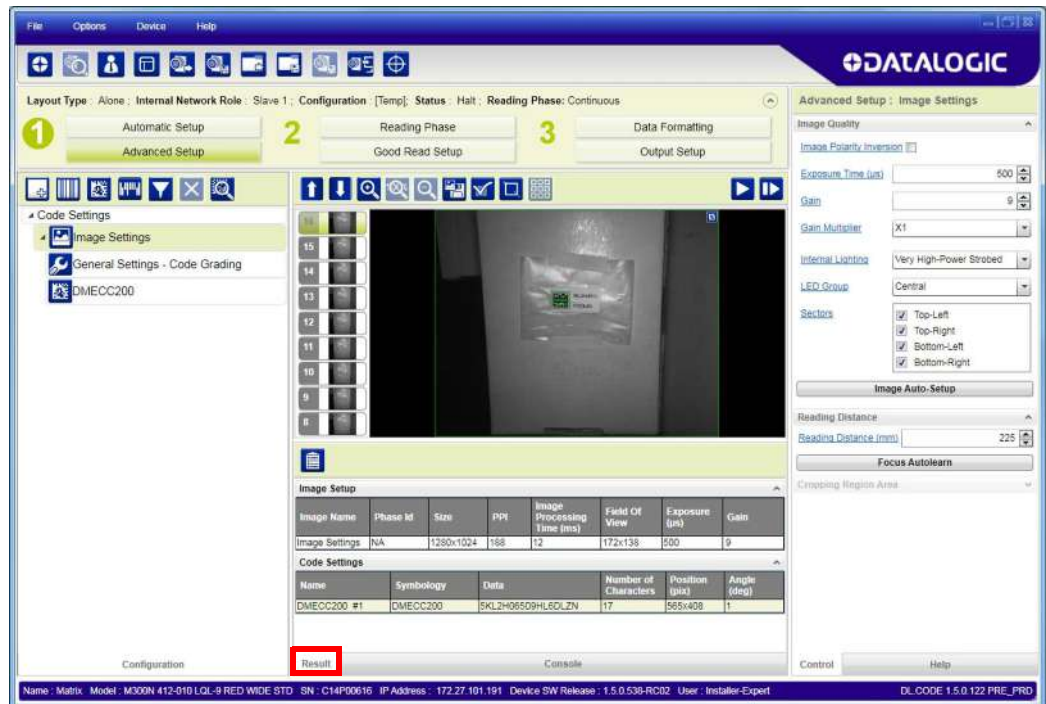 File Options Device Help
DATALOGIC
Layout Type : Alone ; Internal Network Role : Slave 1 ; Configuration : [Temp]; Status : Halt ; Reading Phase: Continuous
1 Automatic Setup 2 Reading Phase 3 Data Formatting
Advanced Setup Good Read Setup Output Setup
Code Settings
Image Settings
General Settings - Code Grading
DMECC200
15
14
13
12
11
10
9
8
Image Setup
Image Name Phase Id Size PPI Image Processing Time (ms) Field Of View Exposure (µs) Gain
Image Settings NA 1280x1024 188 12 172x138 500 9
Code Settings
Name Symbology Data Number of Characters Position (pix) Angle (deg)
DMECC200 #1 DMECC200 17 565x408 1
Configuration
Result Console
Advanced Setup : Image Settings
Image Quality
Image Polarity Inversion
Exposure Time (µs) 500
Gain 9
Gain Multiplier X1
Internal Lighting Very High-Power Strobed
LED Group Central
Sectors Top-Left
Top-Right
Bottom-Left
Bottom-Right
Image Auto-Setup
Reading Distance
Reading Distance (mm) 225
Focus Autolearn
Cropping Region Area
Control Help
Name : Matrix Model : M300N 412-010 LQL-9 RED WIDE STD SN : C14P00616 IP Address : 172.27.101.191 Device SW Release : 1.5.0.538-RC02 User : Installer-Expert DL.CODE 1.5.0.122 PRE_PRD